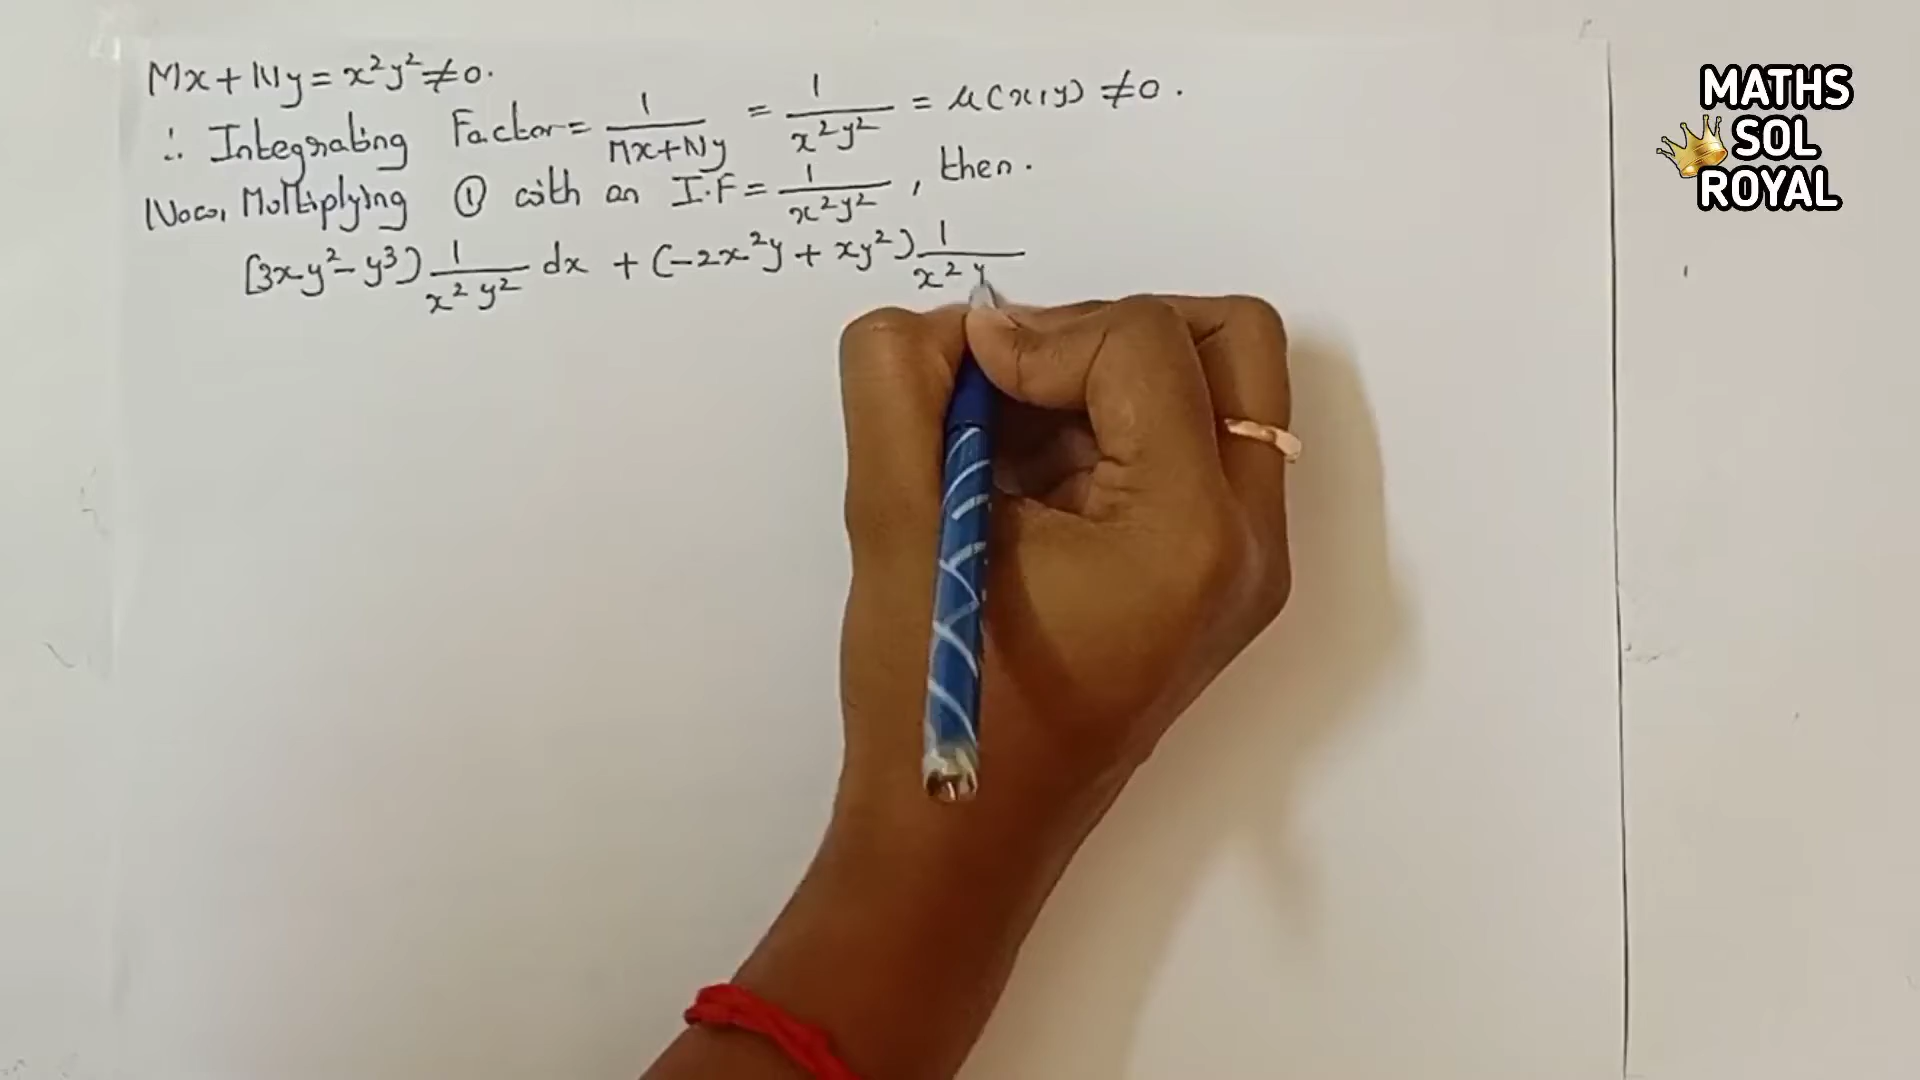 Mx + Ny = x²y² ≠ 0.
∴ Integrating Factor = 1/(Mx+Ny) = 1/(x²y²) = μ(x,y) ≠ 0.
Now, Multiplying ① with an I.F = 1/(x²y²), then.
(3xy² - y³) 1/(x²y²) dx + (-2x²y + xy²) 1/(x²y
MATHS
SOL
ROYAL